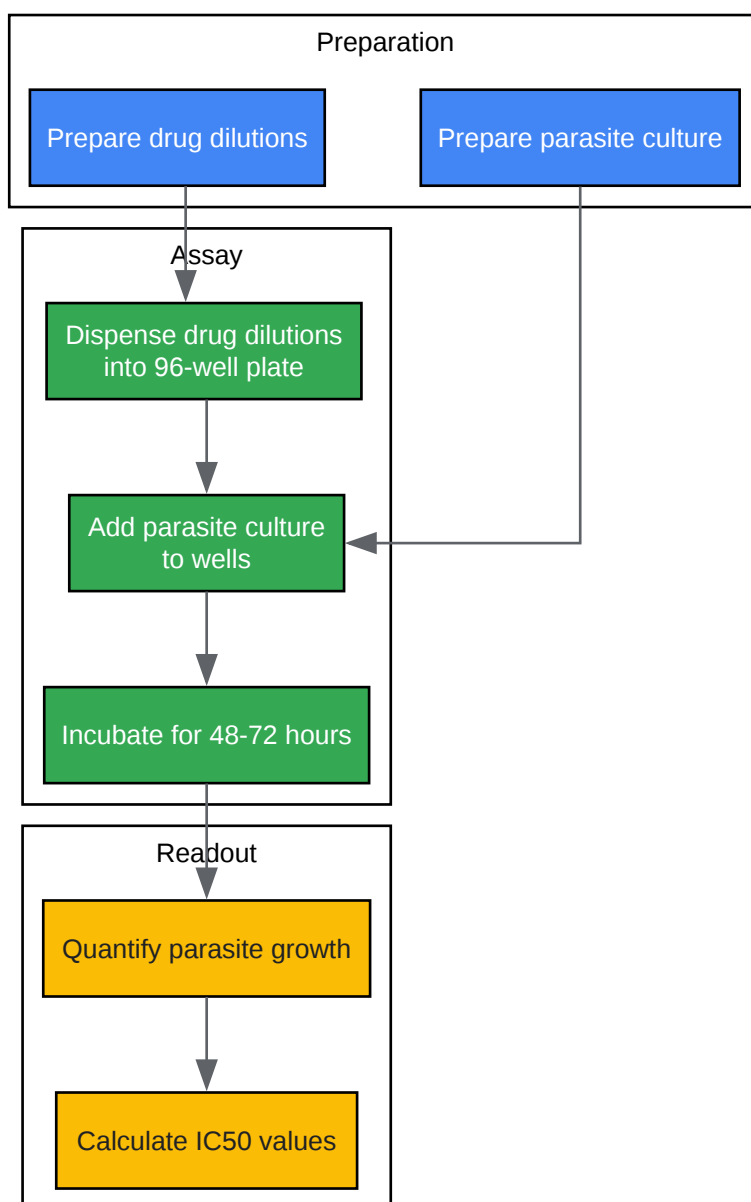 Preparation
Prepare drug dilutions
Prepare parasite culture
Assay
Dispense drug dilutions
into 96-well plate
Add parasite culture
to wells
Incubate for 48-72 hours
Readout
Quantify parasite growth
Calculate IC50 values